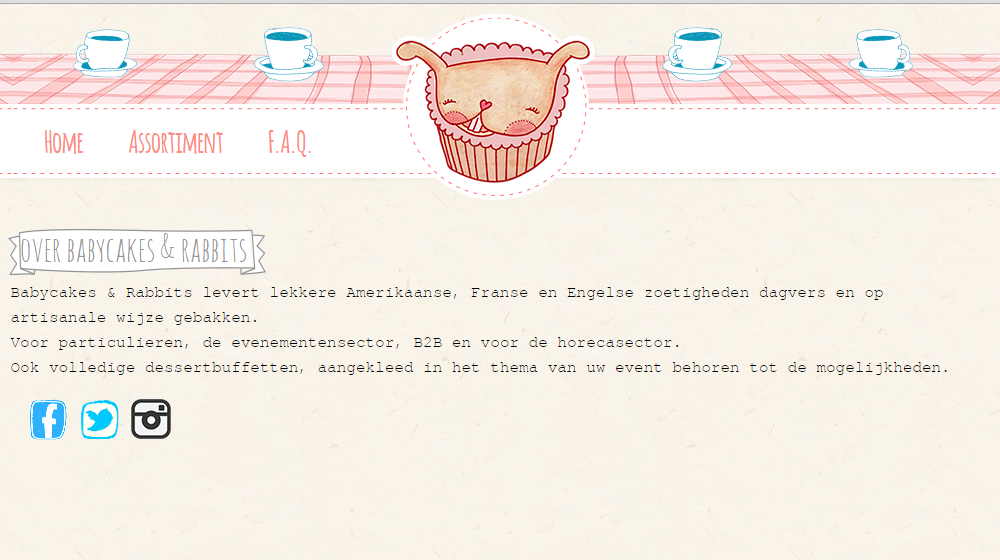 Home Assortiment F.A.Q.
over babycakes & rabbits
Babycakes & Rabbits levert lekkere Amerikaanse, Franse en Engelse zoetigheden dagvers en op
artisanale wijze gebakken.
Voor particulieren, de evenementensector, B2B en voor de horecasector.
Ook volledige dessertbuffetten, aangekleed in het thema van uw event behoren tot de mogelijkheden.